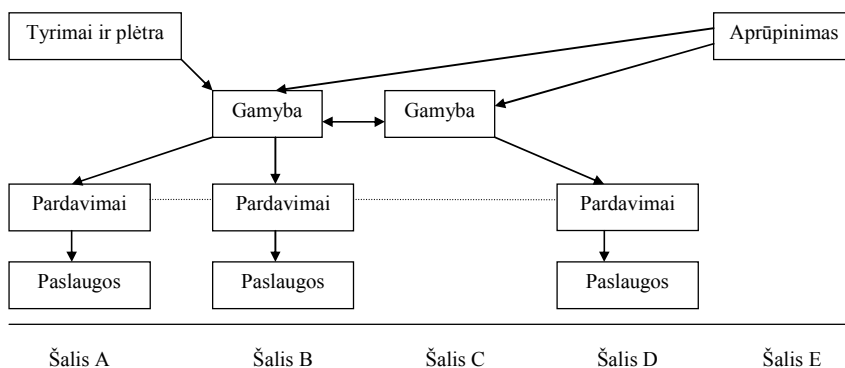 Tyrimai ir plėtra
Aprūpinimas
Gamyba
Gamyba
Pardavimai
Pardavimai
Pardavimai
Paslaugos
Paslaugos
Paslaugos
Šalis A
Šalis B
Šalis C
Šalis D
Šalis E